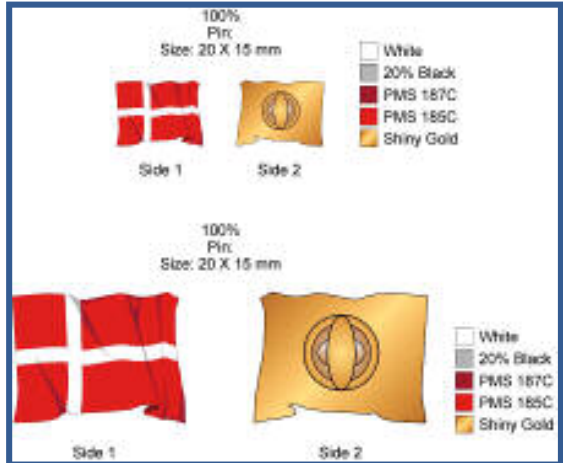 100%
Pin:
Size: 20 X 15 mm
White
20% Black
PMS 187C
PMS 185C
Shiny Gold
Side 1
Side 2
100%
Pin:
Size: 20 X 15 mm
White
20% Black
PMS 187C
PMS 185C
Shiny Gold
Side 1
Side 2